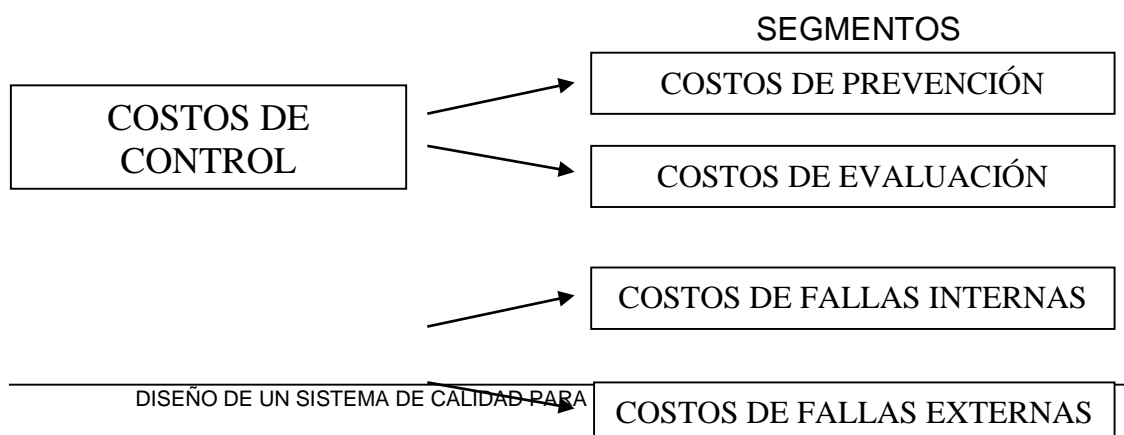 SEGMENTOS
COSTOS DE PREVENCIÓN
COSTOS DE
CONTROL
COSTOS DE EVALUACIÓN
COSTOS DE FALLAS INTERNAS
DISEÑO DE UN SISTEMA DE CALIDAD PARA
COSTOS DE FALLAS EXTERNAS